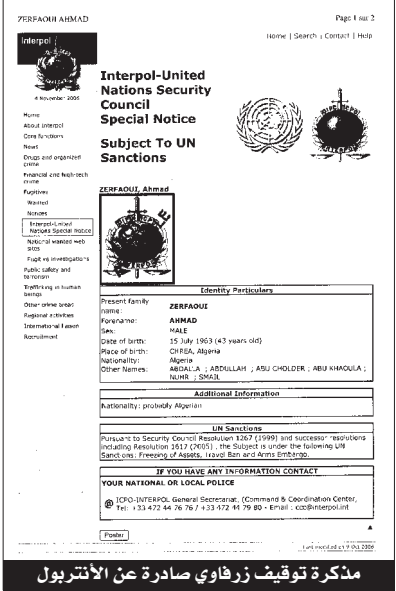 ZERFAOUI AHMAD
Page 1 sur 2
Home | Search | Contact | Help
Interpol
4 November 2006
Interpol-United
Nations Security
Council
Special Notice
Subject To UN
Sanctions
Home
About Interpol
Core functions
News
Drugs and organized
crime
Financial and high-tech
crime
Fugitives
Wanted
Notices
Interpol-United
Nations Special Notice
National wanted web
sites
Fugitive investigations
Public safety and
terrorism
Trafficking in human
beings
Other crime areas
Regional activities
International liaison
Recruitment
ZERFAOUI, Ahmad
Identity Particulars
Present family
name: ZERFAOUI
Forename: AHMAD
Sex: MALE
Date of birth: 15 July 1963 (43 years old)
Place of birth: CHREA, Algeria
Nationality: Algeria
Other Names: ABDALLA ; ABDULLAH ; ABU CHOLDER ; ABU KHAOULA ;
NUHR ; SMAIL
Additional Information
Nationality: probably Algerian
UN Sanctions
Pursuant to Security Council Resolution 1267 (1999) and successor resolutions
including Resolution 1617 (2005) , the Subject is under the following UN
Sanctions: Freezing of Assets, Travel Ban and Arms Embargo.
IF YOU HAVE ANY INFORMATION CONTACT
YOUR NATIONAL OR LOCAL POLICE
@ ICPO-INTERPOL General Secretariat, (Command & Coordination Center,
Tel: +33 472 44 76 76 / +33 472 44 79 80 - Email : ccc@interpol.int
Poster
Last modified on 9 Oct 2006
مذكرة توقيف زرفاوي صادرة عن الأنتربول